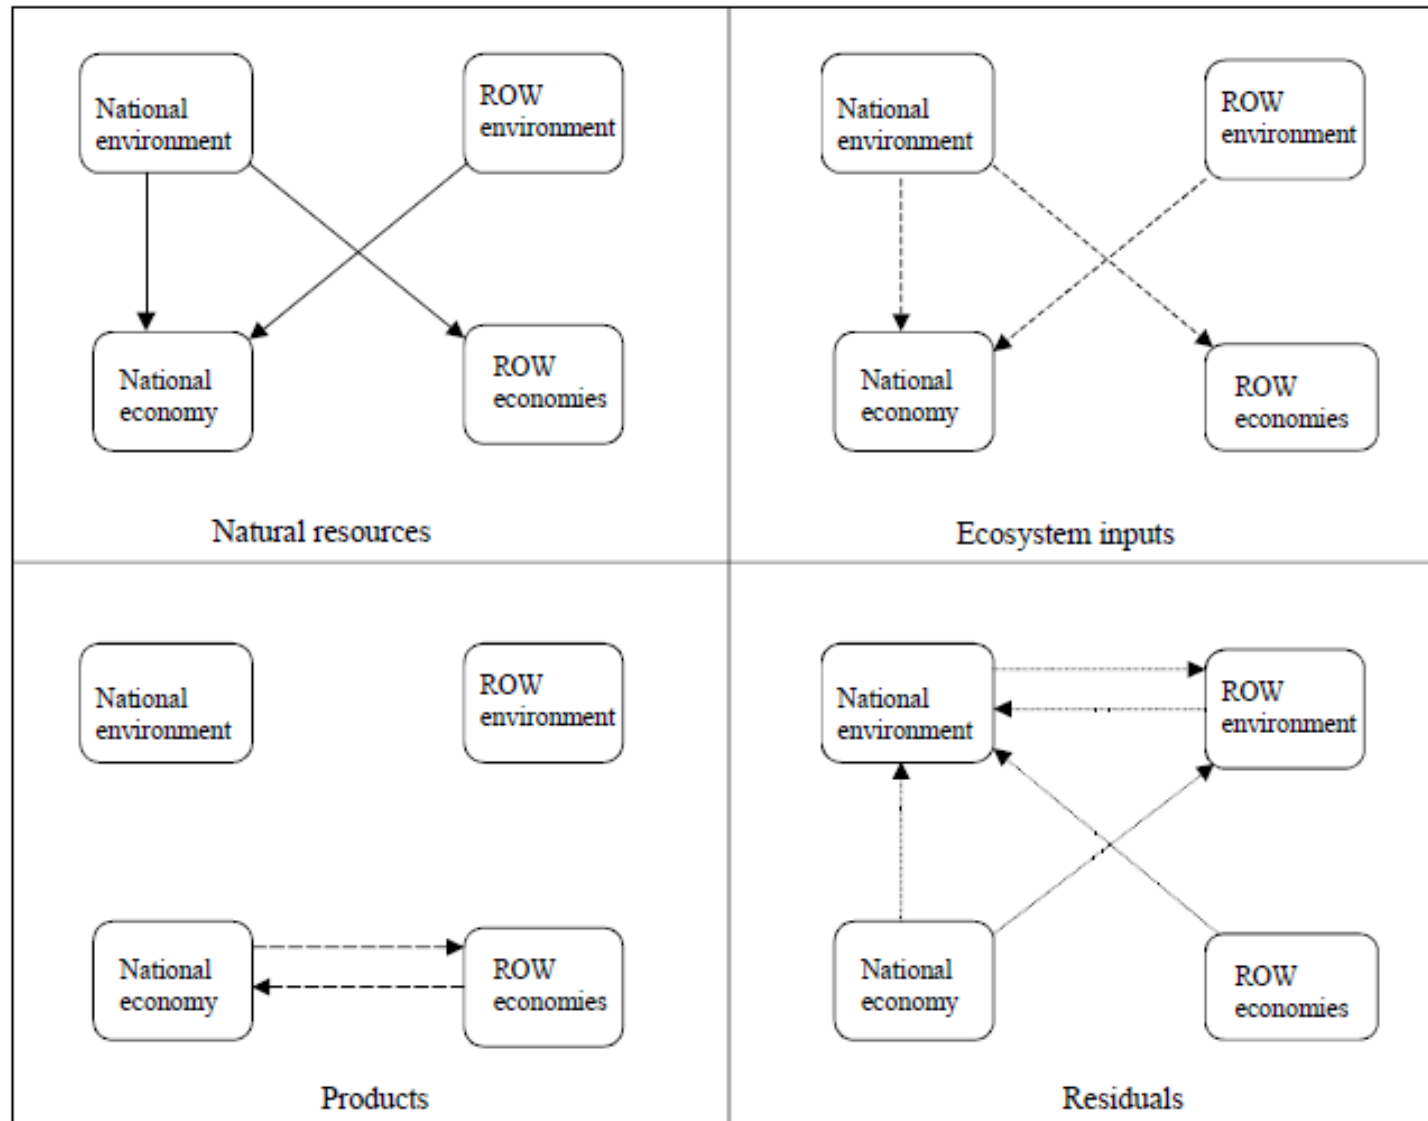 National
environment
ROW
environment
National
economy
ROW
economies
Natural resources
National
environment
ROW
environment
National
economy
ROW
economies
Ecosystem inputs
National
environment
ROW
environment
National
economy
ROW
economies
Products
National
environment
ROW
environment
National
economy
ROW
economies
Residuals